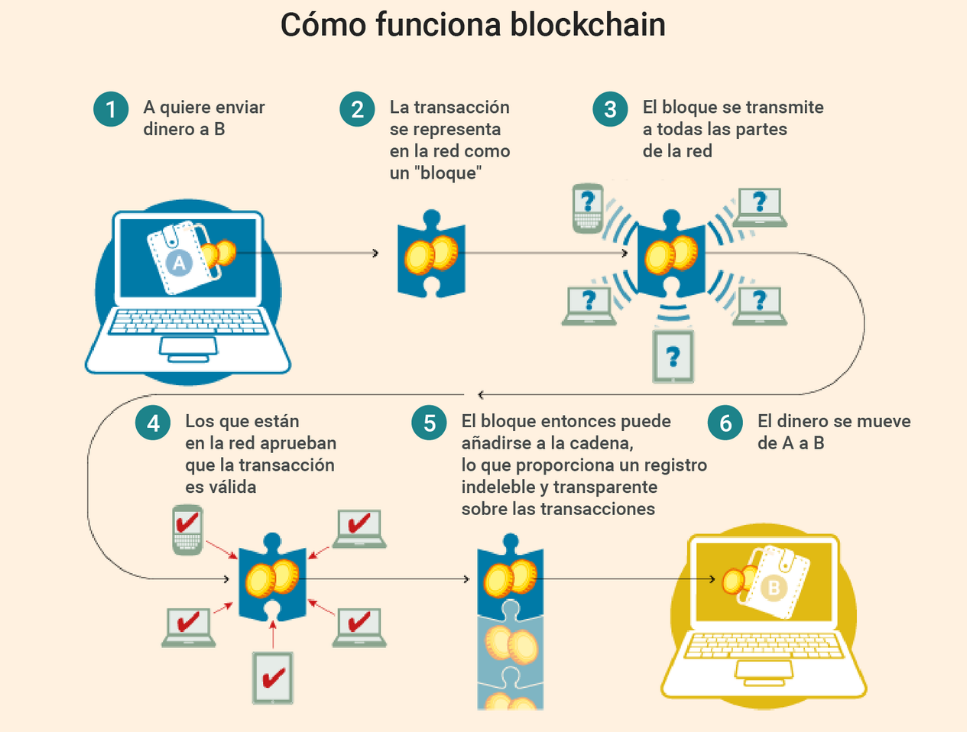 Cómo funciona blockchain
1
A quiere enviar
dinero a B
2
La transacción
se representa
en la red como
un "bloque"
3
El bloque se transmite
a todas las partes
de la red
A
?
?
?
?
?
4
Los que están
en la red aprueban
que la transacción
es válida
5
El bloque entonces puede
añadirse a la cadena,
lo que proporciona un registro
indeleble y transparente
sobre las transacciones
6
El dinero se mueve
de A a B
B